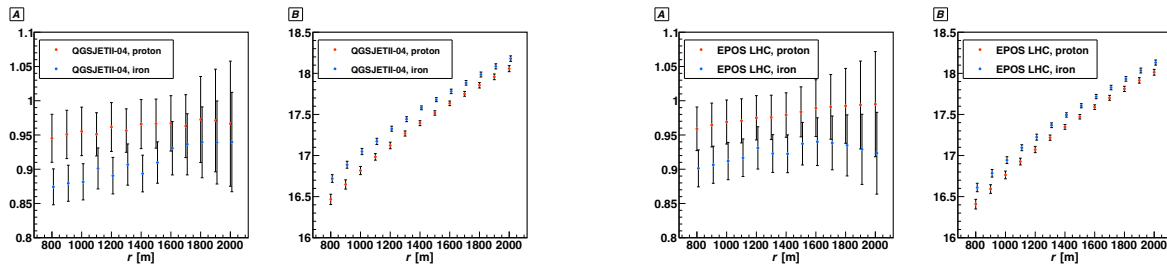 A
B
A
B
1.1
1.05
1
0.95
0.9
0.85
0.8
QGSJETII-04, proton
QGSJETII-04, iron
800 1000 1200 1400 1600 1800 2000
r [m]
18.5
18
17.5
17
16.5
16
QGSJETII-04, proton
QGSJETII-04, iron
800 1000 1200 1400 1600 1800 2000
r [m]
1.1
1.05
1
0.95
0.9
0.85
0.8
EPOS LHC, proton
EPOS LHC, iron
800 1000 1200 1400 1600 1800 2000
r [m]
18.5
18
17.5
17
16.5
16
EPOS LHC, proton
EPOS LHC, iron
800 1000 1200 1400 1600 1800 2000
r [m]